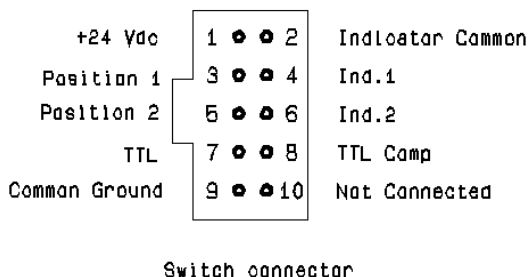 +24 Vdc 1 2 Indicator Common
Position 1 3 4 Ind.1
Position 2 5 6 Ind.2
TTL 7 8 TTL Comp
Common Ground 9 10 Not Connected
Switch connector